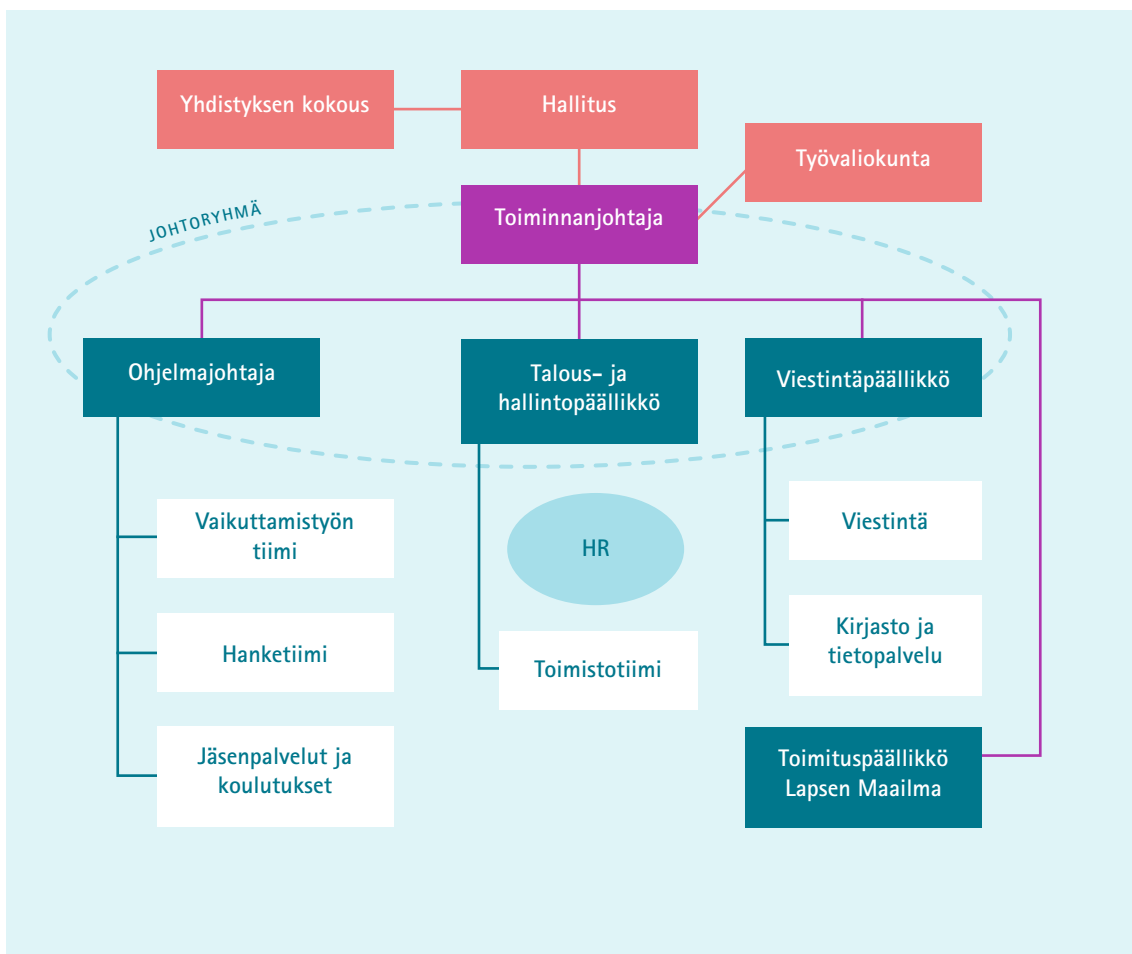 Yhdistyksen kokous
Hallitus
Työvaliokunta
Toiminnanjohtaja
JOHTORYHMÄ
Ohjelmajohtaja
Talous- ja
hallintopäällikkö
Viestintäpäällikkö
Vaikuttamistyön
tiimi
Hanketiimi
Jäsenpalvelut ja
koulutukset
HR
Toimistotiimi
Viestintä
Kirjasto ja
tietopalvelu
Toimituspäällikkö
Lapsen Maailma